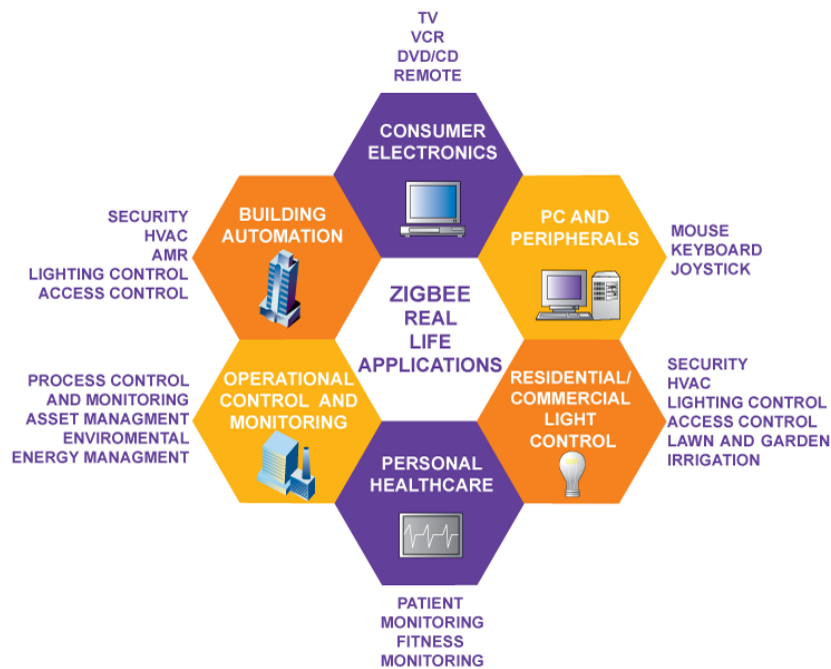 TV
VCR
DVD/CD
REMOTE
CONSUMER
ELECTRONICS
BUILDING
AUTOMATION
SECURITY
HVAC
AMR
LIGHTING CONTROL
ACCESS CONTROL
PC AND
PERIPHERALS
MOUSE
KEYBOARD
JOYSTICK
ZIGBEE
REAL
LIFE
APPLICATIONS
OPERATIONAL
CONTROL AND
MONITORING
PROCESS CONTROL
AND MONITORING
ASSET MANAGMENT
ENVIROMENTAL
ENERGY MANAGMENT
RESIDENTIAL/
COMMERCIAL
LIGHT
CONTROL
SECURITY
HVAC
LIGHTING CONTROL
ACCESS CONTROL
LAWN AND GARDEN
IRRIGATION
PERSONAL
HEALTHCARE
PATIENT
MONITORING
FITNESS
MONITORING